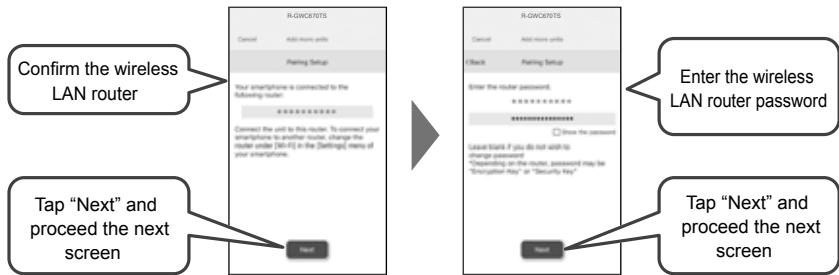 R-GWC670TS
Cancel
Add more units
Pairing Setup
Your smartphone is connected to the
following router:
**********
Connect the unit to this router. To connect your
smartphone to another router, change the
router under [Wi-Fi] in the [Settings] menu of
your smartphone.
Next
Confirm the wireless
LAN router
Tap “Next” and
proceed the next
screen
R-GWC670TS
Cancel
Add more units
Back
Pairing Setup
Enter the router password.
**********
Show the password
Leave blank if you do not wish to
change password
*Depending on the router, password may be
"Encryption Key" or "Security Key"
Next
Enter the wireless
LAN router password
Tap “Next” and
proceed the next
screen